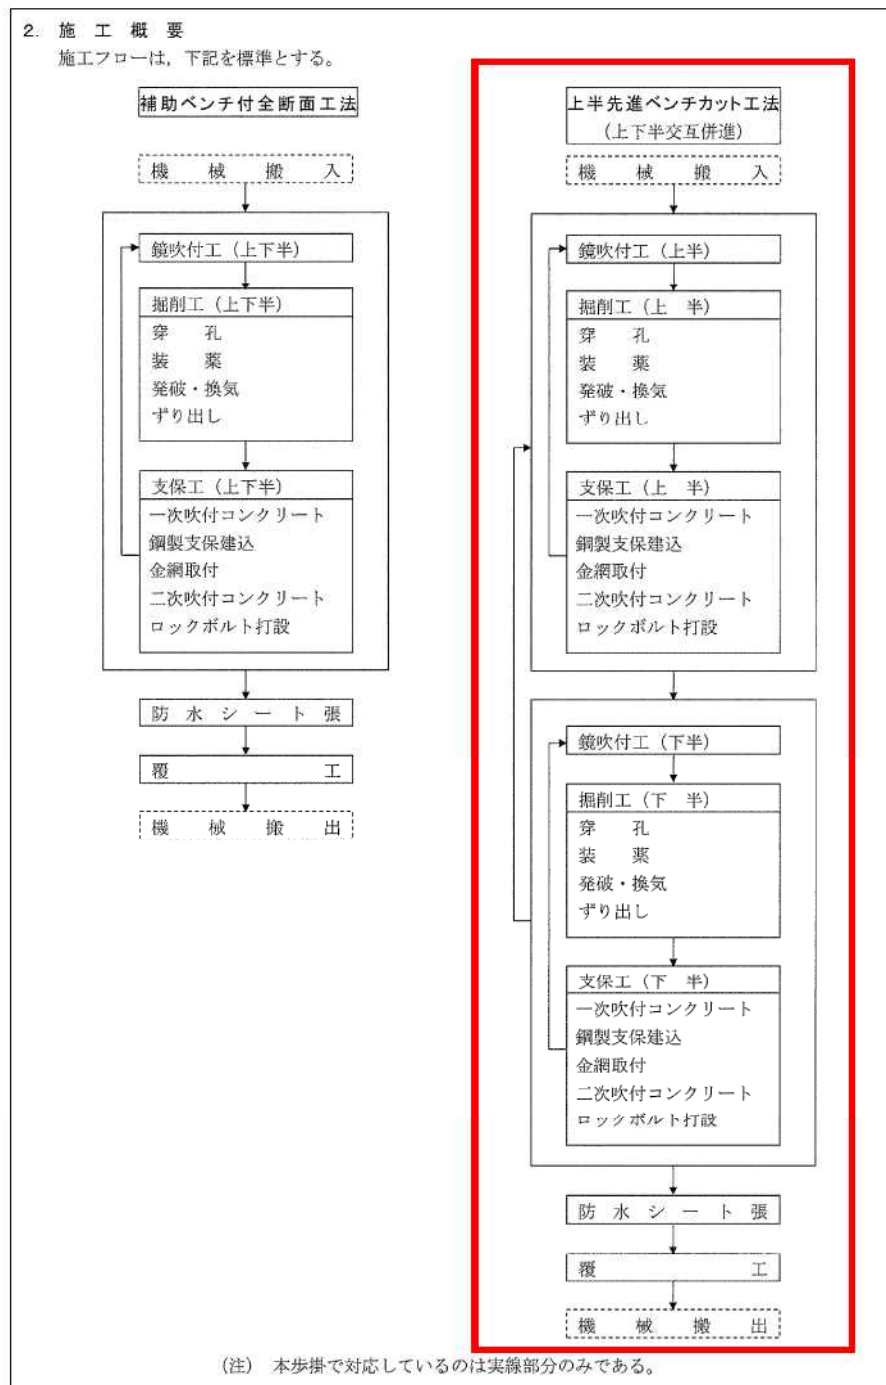 2. 施工概要
施工フローは，下記を標準とする。
補助ベンチ付全断面工法
機械搬入
鏡吹付工（上下半）
掘削工（上下半）
穿孔
装薬
発破・換気
ずり出し
支保工（上下半）
一次吹付コンクリート
鋼製支保建込
金網取付
二次吹付コンクリート
ロックボルト打設
防水シート張
覆工
機械搬出
上半先進ベンチカット工法
（上下半交互併進）
機械搬入
鏡吹付工（上半）
掘削工（上　半）
穿孔
装薬
発破・換気
ずり出し
支保工（上　半）
一次吹付コンクリート
鋼製支保建込
金網取付
二次吹付コンクリート
ロックボルト打設
鏡吹付工（下半）
掘削工（下　半）
穿孔
装薬
発破・換気
ずり出し
支保工（下　半）
一次吹付コンクリート
鋼製支保建込
金網取付
二次吹付コンクリート
ロックボルト打設
防水シート張
覆工
機械搬出
（注）　本歩掛で対応しているのは実線部分のみである。